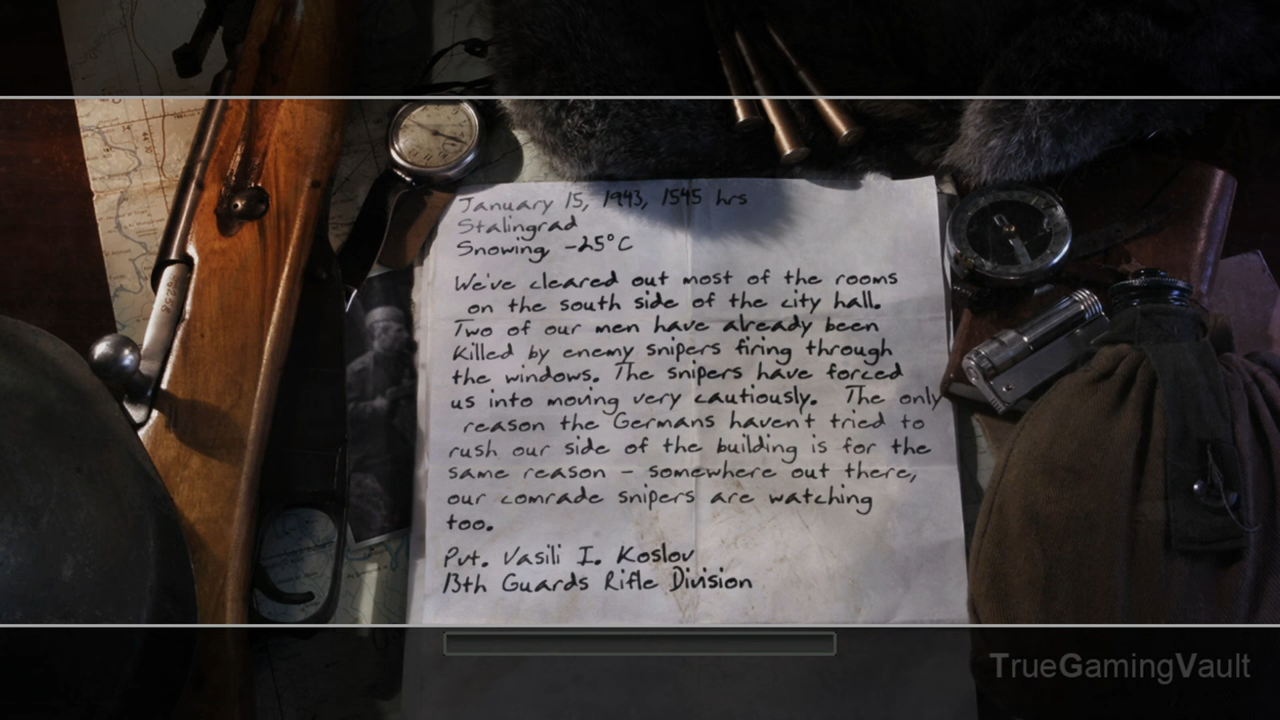 January 15, 1943, 1545 hrs
Stalingrad
Snowing, -25°C
We've cleared out most of the rooms
on the south side of the city hall.
Two of our men have already been
killed by enemy snipers firing through
the windows. The snipers have forced
us into moving very cautiously. The only
reason the Germans haven't tried to
rush our side of the building is for the
same reason - somewhere out there,
our comrade snipers are watching
too.
Pvt. Vasili I. Koslov
13th Guards Rifle Division
TrueGamingVault